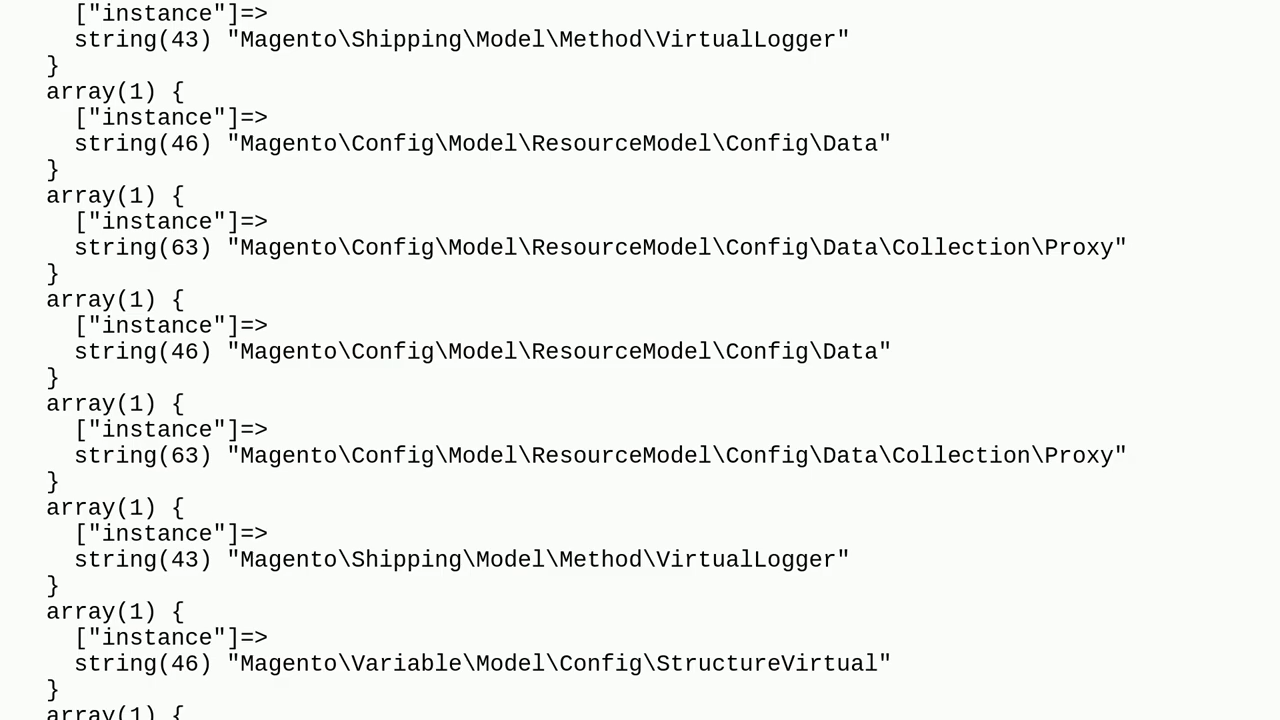 ["instance"]=>
string(43) "Magento\Shipping\Model\Method\VirtualLogger"
}
array(1) {
["instance"]=>
string(46) "Magento\Config\Model\ResourceModel\Config\Data"
}
array(1) {
["instance"]=>
string(63) "Magento\Config\Model\ResourceModel\Config\Data\Collection\Proxy"
}
array(1) {
["instance"]=>
string(46) "Magento\Config\Model\ResourceModel\Config\Data"
}
array(1) {
["instance"]=>
string(63) "Magento\Config\Model\ResourceModel\Config\Data\Collection\Proxy"
}
array(1) {
["instance"]=>
string(43) "Magento\Shipping\Model\Method\VirtualLogger"
}
array(1) {
["instance"]=>
string(46) "Magento\Variable\Model\Config\StructureVirtual"
}
array(1) {